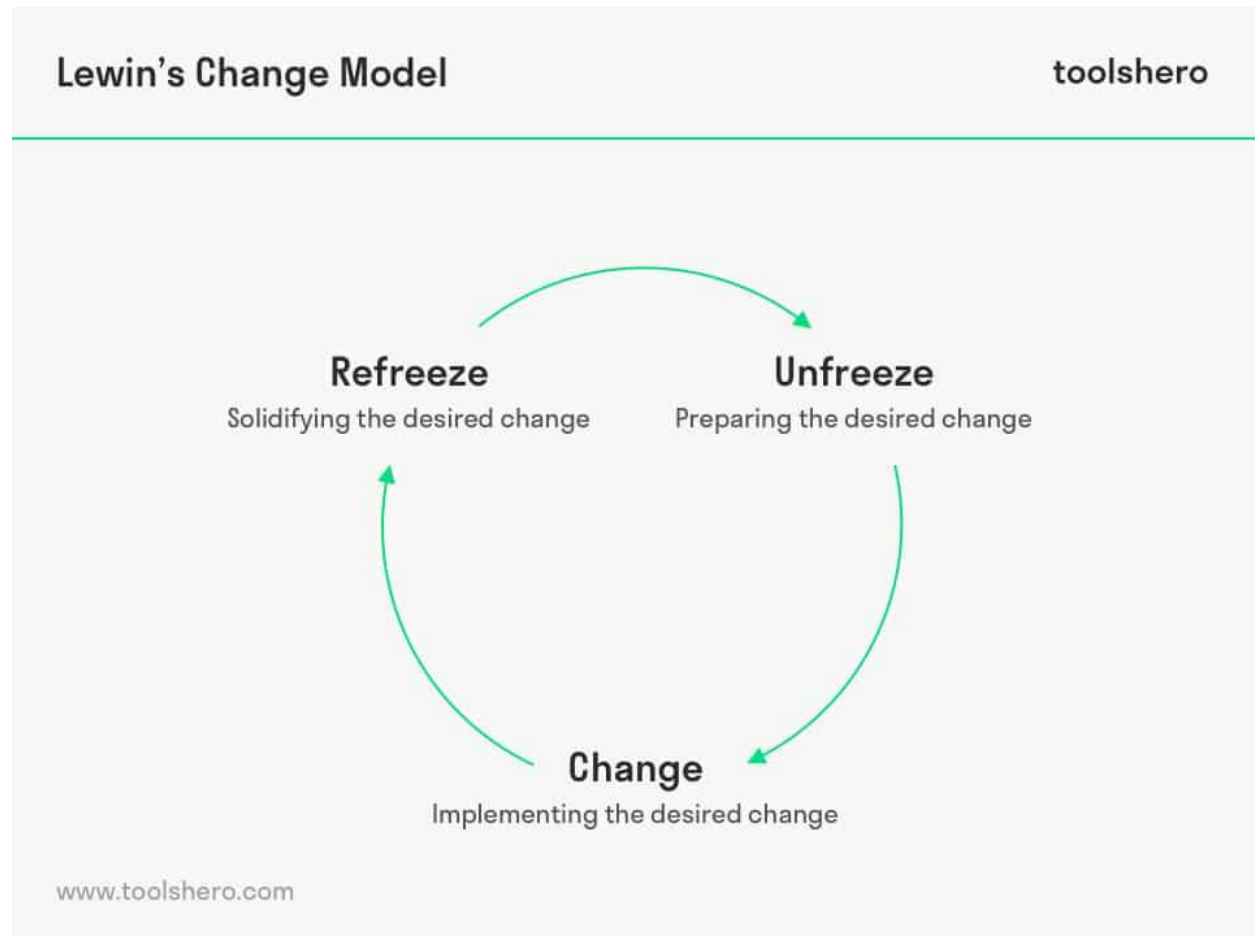 Lewin's Change Model
toolshero
Refreeze
Solidifying the desired change
Unfreeze
Preparing the desired change
Change
Implementing the desired change
www.toolshero.com